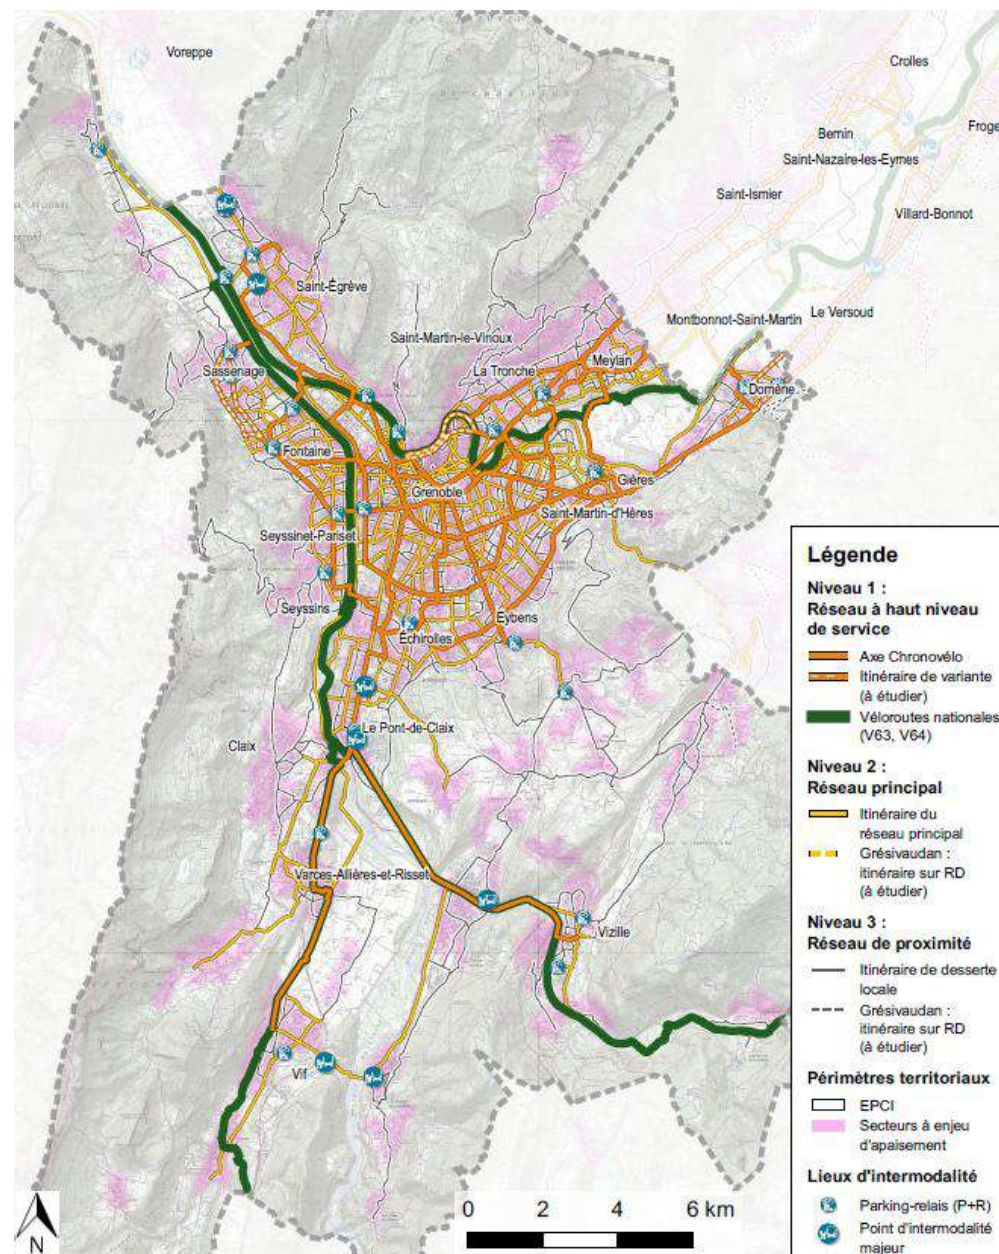 Voreppe
Crolles
Froge
Bernin
Saint-Nazaire-les-Eymes
Saint-Ismier
Villard-Bonnot
Saint-Égrève
Le Versoud
Montbonnot-Saint-Martin
Saint-Martin-le-Vinoux
Meylan
La Tronche
Sassenage
Domène
Fontaine
Gières
Grenoble
Saint-Martin-d'Hères
Seyssinet-Pariset
Seyssins
Eybens
Échirolles
Le Pont-de-Claix
Claix
Varces-Allières-et-Risset
Vizille
Vif
Légende
Niveau 1 :
Réseau à haut niveau
de service
Axe Chronovélo
Itinéraire de variante
(à étudier)
Véloroutes nationales
(V63, V64)
Niveau 2 :
Réseau principal
Itinéraire du
réseau principal
Grésivaudan :
itinéraire sur RD
(à étudier)
Niveau 3 :
Réseau de proximité
Itinéraire de desserte
locale
Grésivaudan :
itinéraire sur RD
(à étudier)
Périmètres territoriaux
EPCI
Secteurs à enjeu
d'apaisement
Lieux d'intermodalité
Parking-relais (P+R)
Point d'intermodalité
majeur
N
0 2 4 6 km